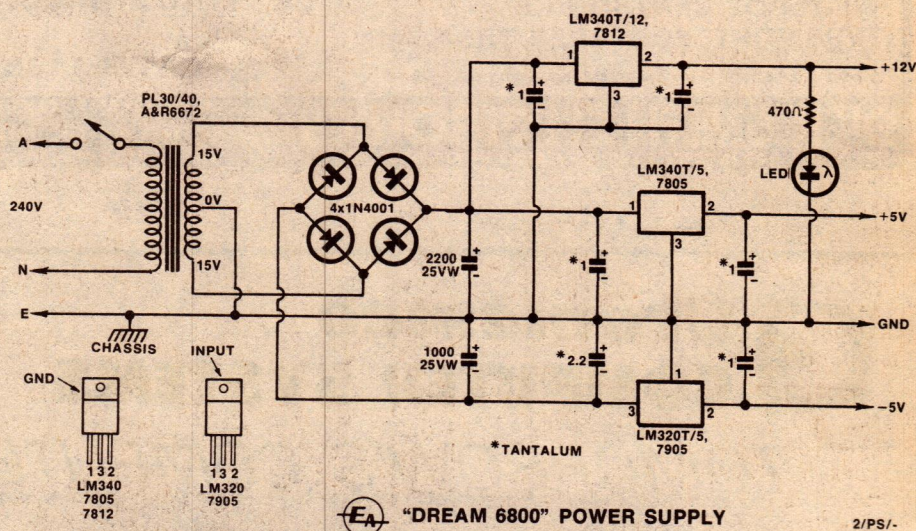 LM340T/12,
7812
1
2
3
+12V
*1
+
-
*1
+
-
PL30/40,
A&R6672
470Ω
A
15V
LM340T/5,
7805
LED
λ
240V
0V
4x1N4001
1
2
3
+5V
N
15V
2200
25VW
+
-
*1
+
-
*1
+
-
E
GND
CHASSIS
INPUT
1000
25VW
+
-
*2.2
+
-
*1
+
-
GND
1
3
2
-5V
LM320T/5,
7905
*TANTALUM
1 3 2
LM340
7805
7812
1 3 2
LM320
7905
EA
"DREAM 6800" POWER SUPPLY
2/PS/-